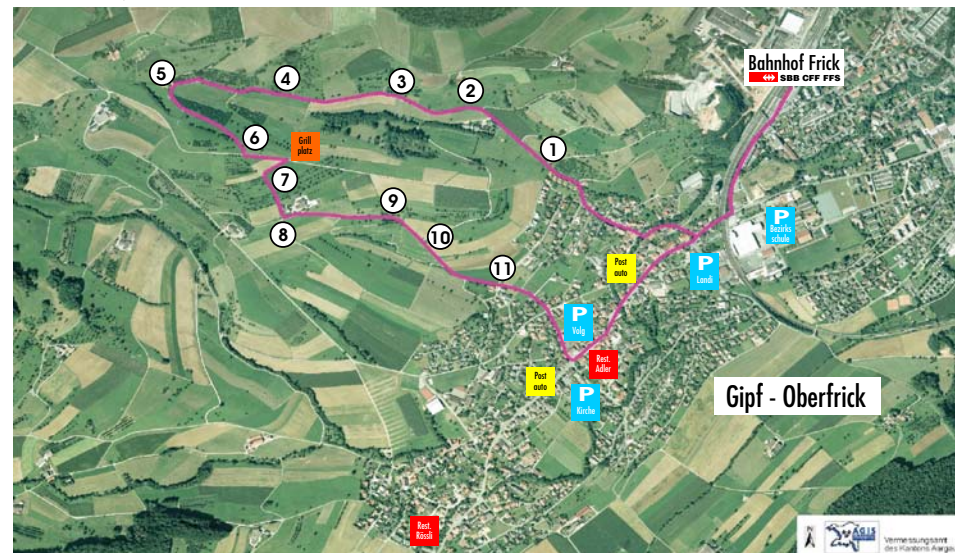 Bahnhof Frick
SBB CFF FFS
5
4
3
2
1
6
Grill
platz
7
8
9
10
11
P
Bezirks
schule
Post
auto
P
Landi
P
Volg
Rest.
Adler
Post
auto
P
Kirche
Gipf - Oberfrick
Rest.
Rössli
N
AGIS
Vermessungsamt
des Kantons Aargau